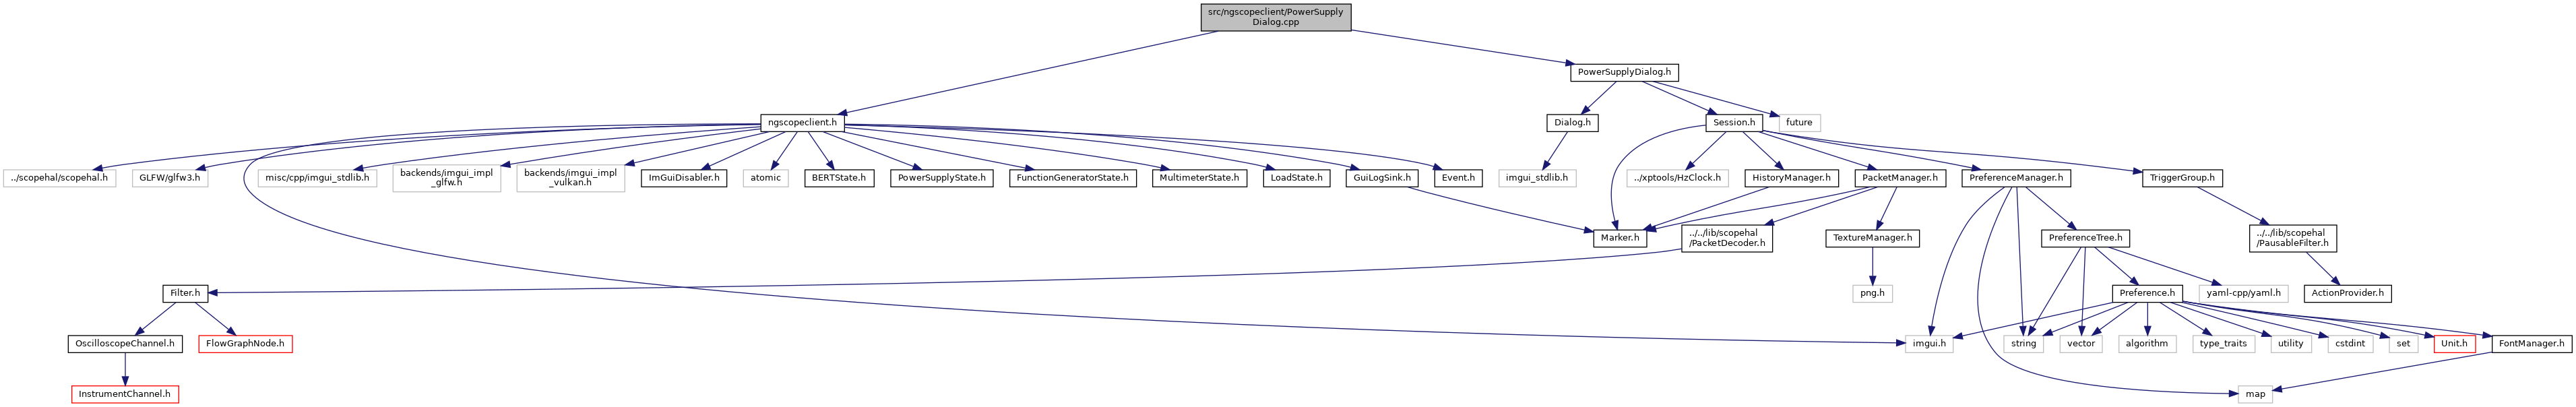 src/ngscopeclient/PowerSupply
Dialog.cpp
PowerSupplyDialog.h
ngscopeclient.h
Dialog.h
Session.h
future
../scopehal/scopehal.h
GLFW/glfw3.h
misc/cpp/imgui_stdlib.h
backends/imgui_impl
_glfw.h
backends/imgui_impl
_vulkan.h
ImGuiDisabler.h
atomic
BERTState.h
PowerSupplyState.h
FunctionGeneratorState.h
MultimeterState.h
LoadState.h
GuiLogSink.h
Event.h
imgui_stdlib.h
../xptools/HzClock.h
HistoryManager.h
PacketManager.h
PreferenceManager.h
TriggerGroup.h
Marker.h
../../lib/scopehal
/PacketDecoder.h
TextureManager.h
PreferenceTree.h
../../lib/scopehal
/PausableFilter.h
Filter.h
png.h
Preference.h
yaml-cpp/yaml.h
ActionProvider.h
OscilloscopeChannel.h
FlowGraphNode.h
imgui.h
string
vector
algorithm
type_traits
utility
cstdint
set
Unit.h
FontManager.h
InstrumentChannel.h
map